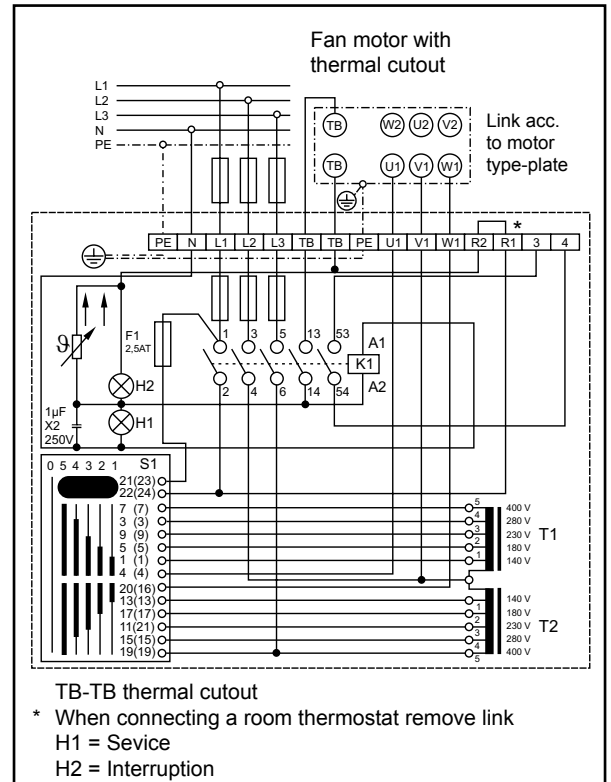 Fan motor with
thermal cutout
L1
L2
L3
N
PE
TB W2 U2 V2
Link acc.
to motor
type-plate
TB U1 V1 W1
PE N L1 L2 L3 TB TB PE U1 V1 W1 R2 R1 3 4
*
F1
2,5AT
1 3 5 13 53
A1
K1
A2
2 4 6 14 54
ϑ
H2
H1
1µF
X2
250V
0 5 4 3 2 1 S1
21(23)
22(24)
7 (7) 5 400 V
3 (3) 4 280 V
9 (9) 3 230 V T1
5 (5) 2 180 V
1 (1) 1 140 V
4 (4)
20(16)
13(13) 140 V
17(17) 1 180 V
11(21) 2 230 V T2
15(15) 3 280 V
19(19) 4 400 V
5
TB-TB thermal cutout
* When connecting a room thermostat remove link
H1 = Sevice
H2 = Interruption